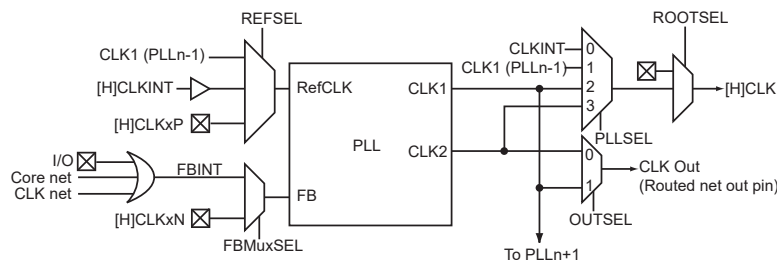 REFSEL
ROOTSEL
CLK1 (PLLn-1)
CLKINT
0
CLK1 (PLLn-1)
1
[H]CLKINT
RefCLK
CLK1
2
[H]CLK
3
[H]CLKxP
PLL
PLLSEL
I/O
CLK2
0
CLK Out
Core net
FBINT
(Routed net out pin)
CLK net
FB
1
[H]CLKxN
OUTSEL
FBMuxSEL
To PLLn+1